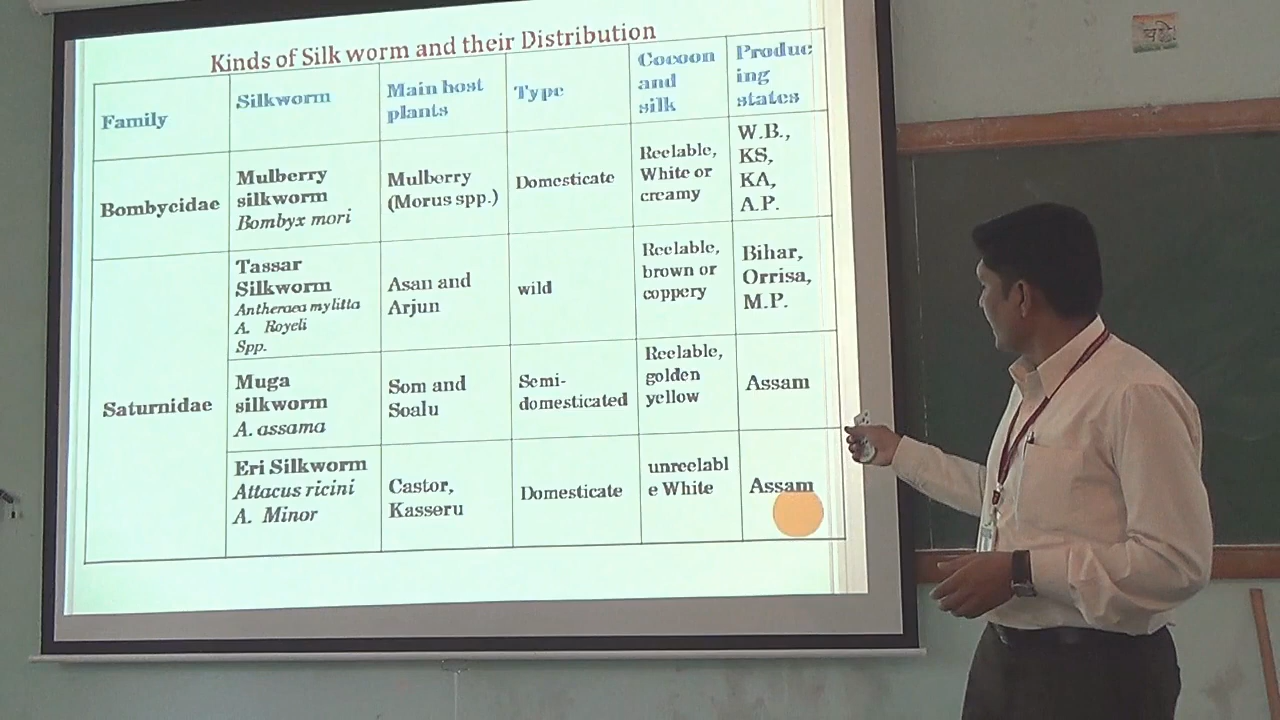 Kinds of Silk worm and their Distribution
Family
Silkworm
Main host
plants
Type
Cocoon
and
silk
Produc
ing
states
Bombycidae
Mulberry
silkworm
Bombyx mori
Mulberry
(Morus spp.)
Domesticate
Reelable,
White or
creamy
W.B.,
KS,
KA,
A.P.
Saturnidae
Tassar
Silkworm
Antheraea mylitta
A. Royeli
Spp.
Asan and
Arjun
wild
Reelable,
brown or
coppery
Bihar,
Orrisa,
M.P.
Muga
silkworm
A. assama
Som and
Soalu
Semi-
domesticated
Reelable,
golden
yellow
Assam
Eri Silkworm
Attacus ricini
A. Minor
Castor,
Kasseru
Domesticate
unreelabl
e White
Assam